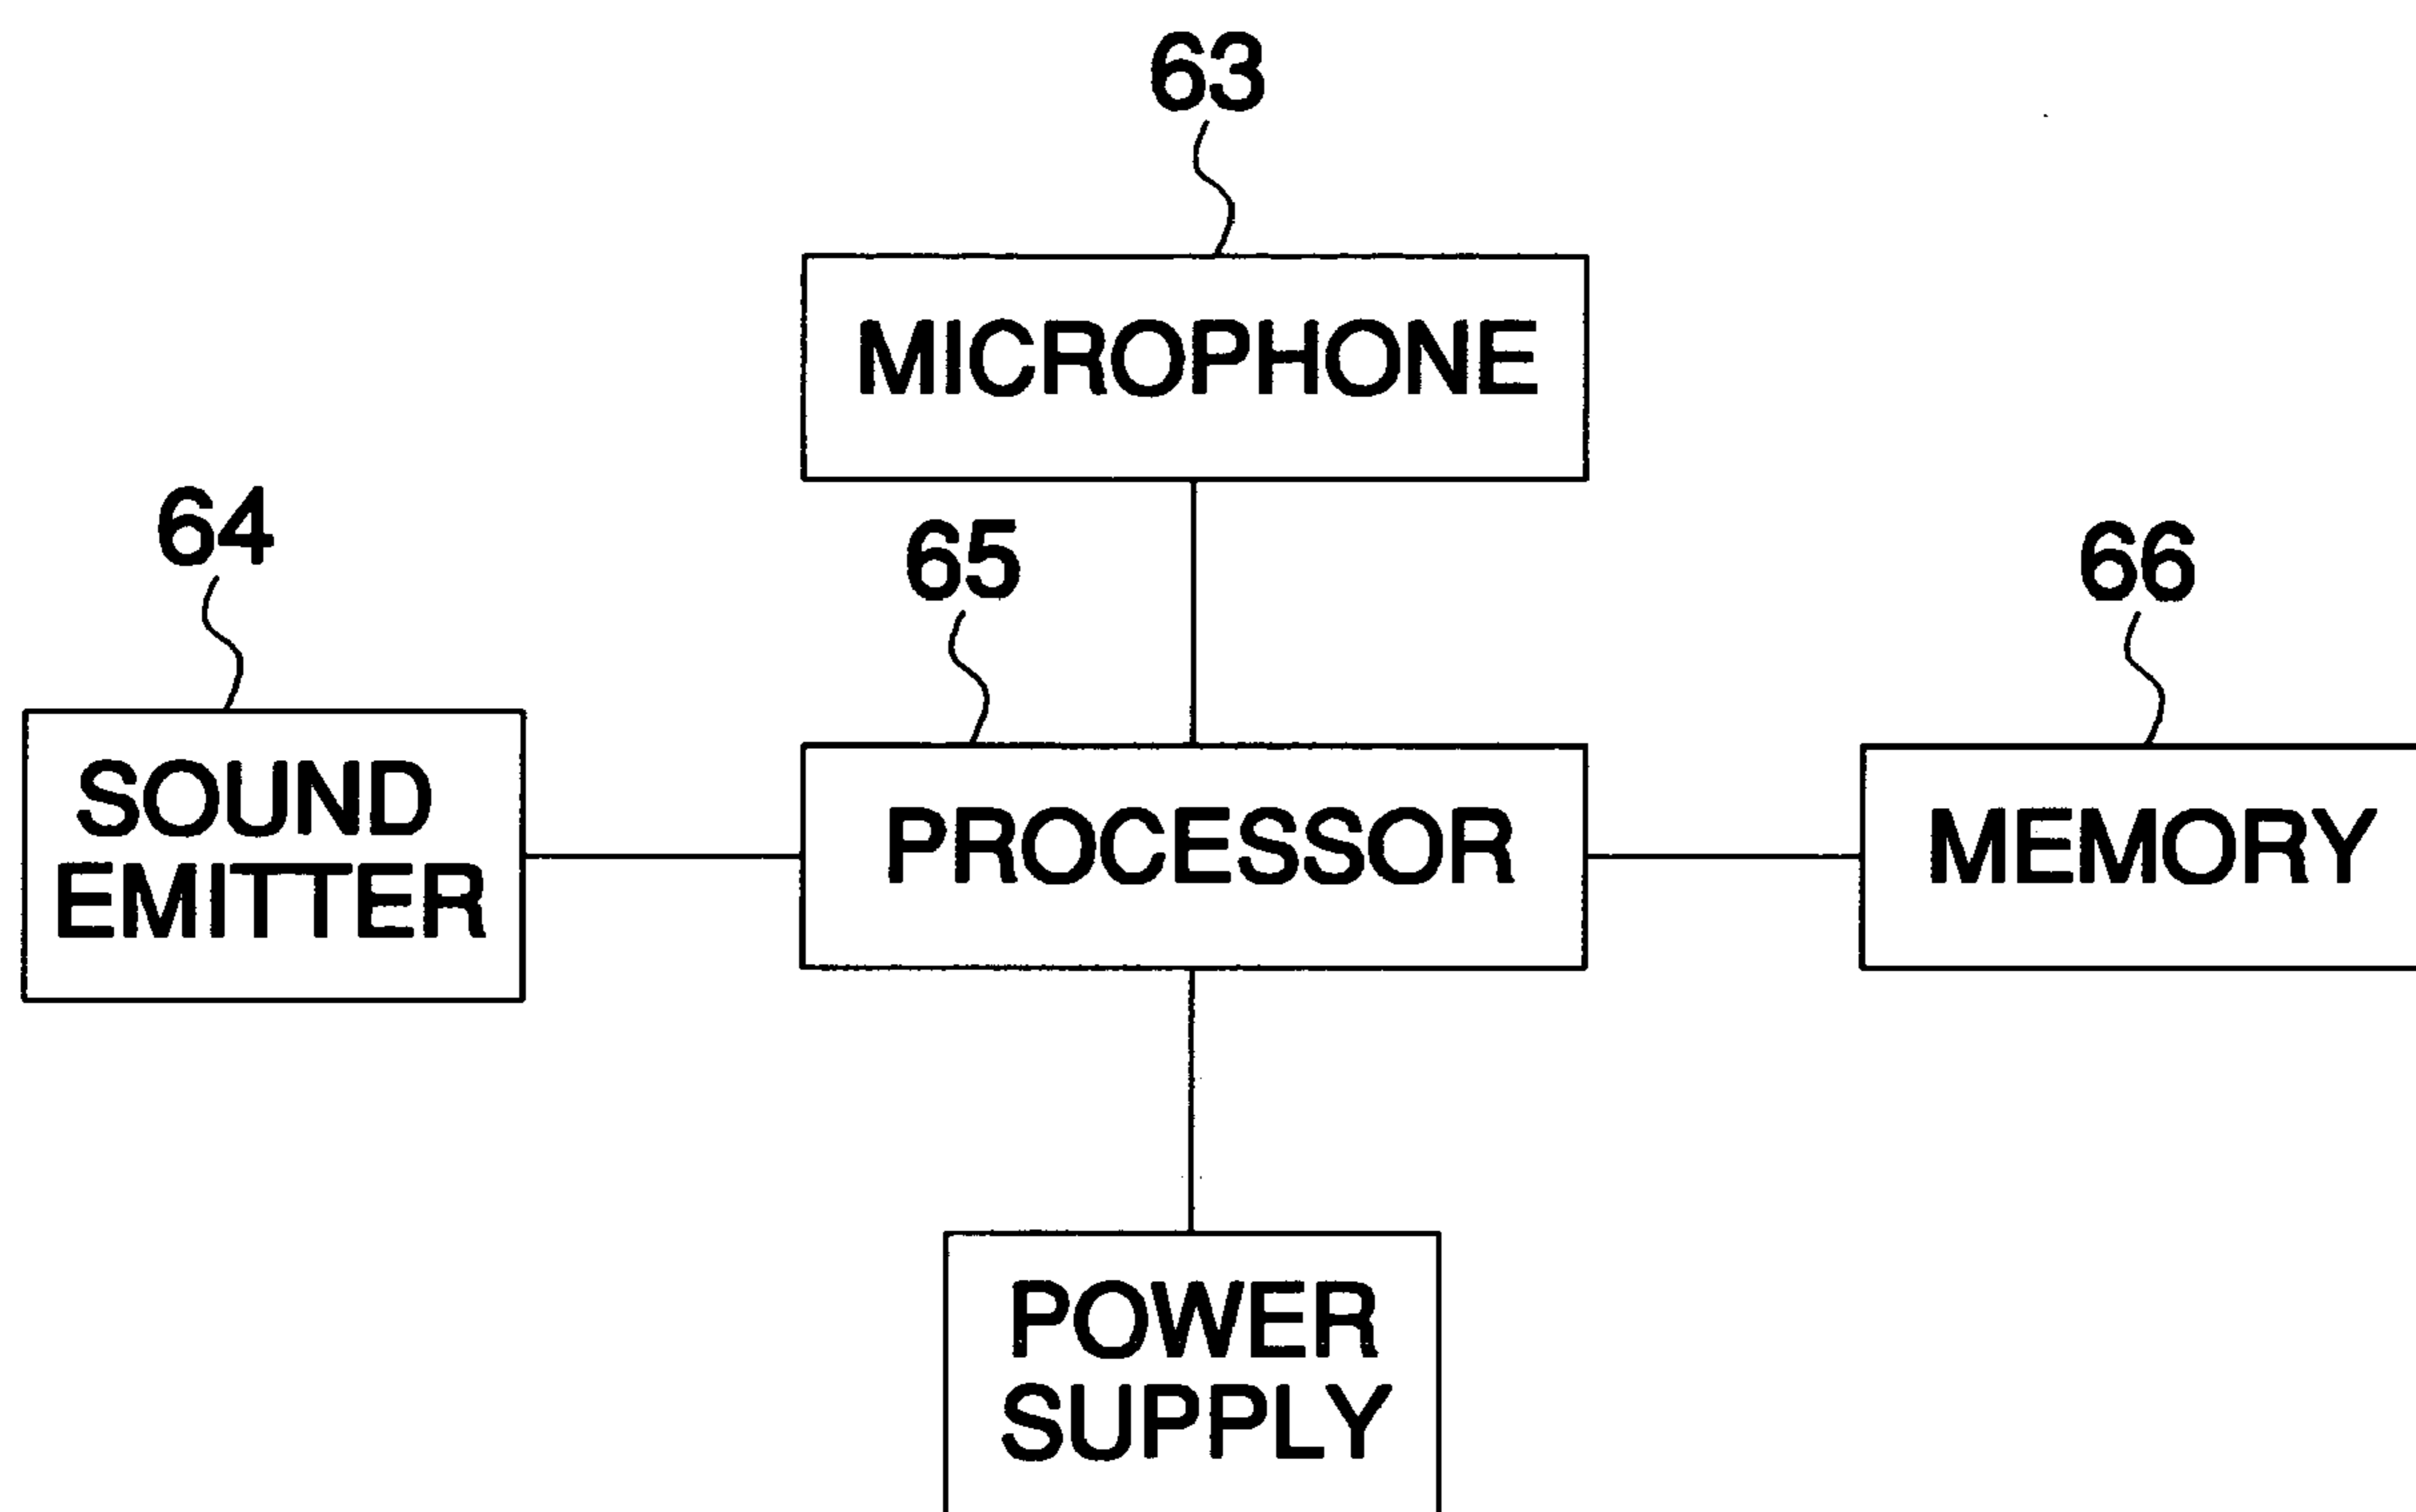 63
MICROPHONE
64
65
66
SOUND
EMITTER
PROCESSOR
MEMORY
POWER
SUPPLY